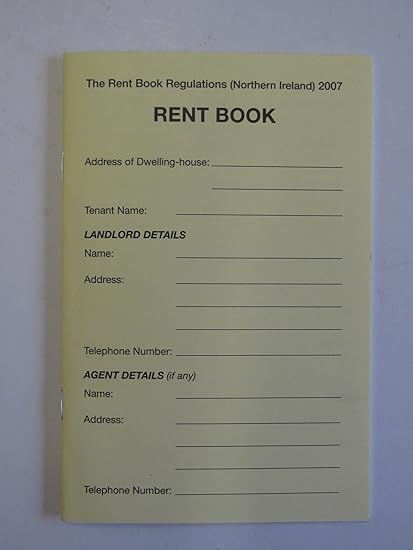 The Rent Book Regulations (Northern Ireland) 2007
RENT BOOK
Address of Dwelling-house:
Tenant Name:
LANDLORD DETAILS
Name:
Address:
Telephone Number:
AGENT DETAILS (if any)
Name:
Address:
Telephone Number: